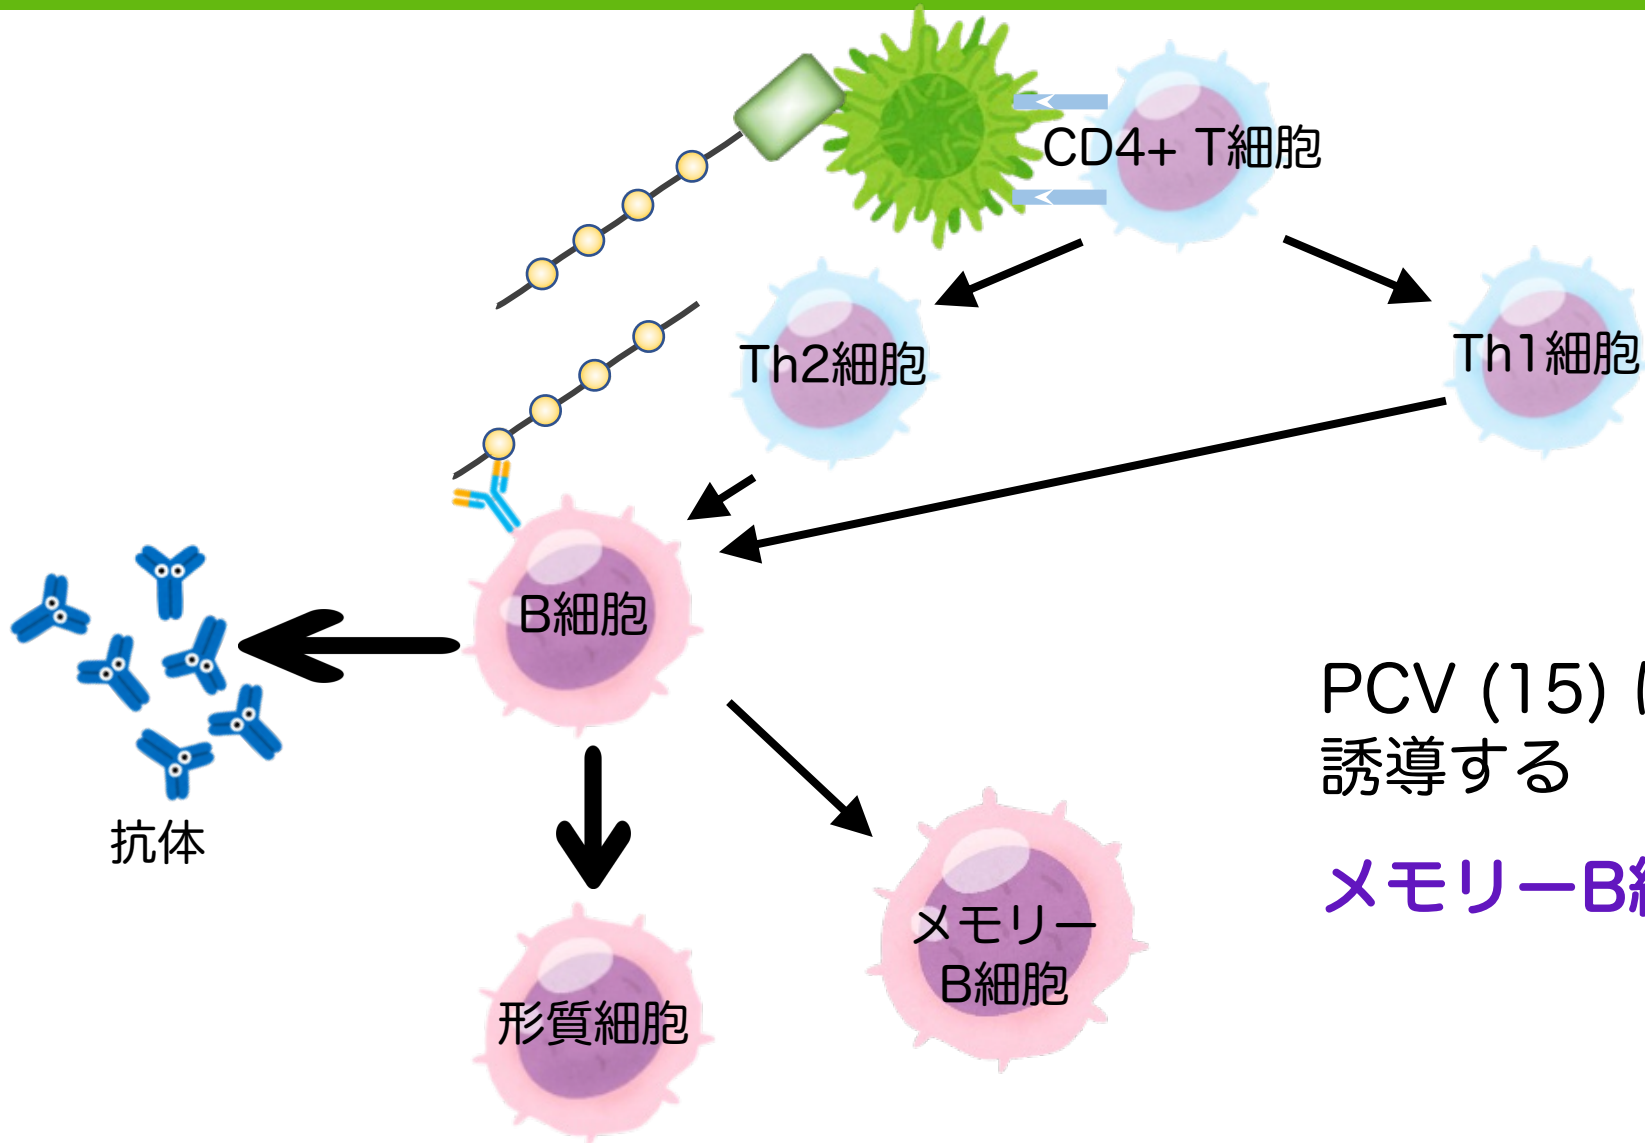 CD4+ T細胞
Th2細胞
Th1細胞
B細胞
抗体
PCV (15)
誘導する
メモリーB
メモリー
B細胞
形質細胞